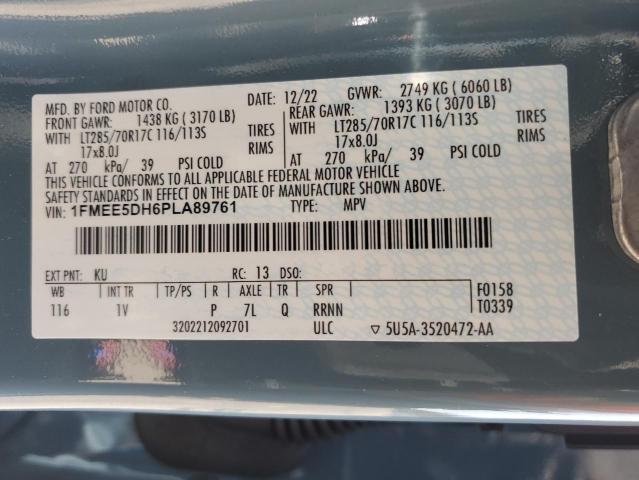 MFD. BY FORD MOTOR CO. DATE: 12/22 GVWR: 2749 KG ( 6060 LB)
FRONT GAWR: 1438 KG ( 3170 LB) REAR GAWR: 1393 KG ( 3070 LB)
WITH LT285/70R17C 116/113S TIRES WITH LT285/70R17C 116/113S TIRES
17x8.0J RIMS 17x8.0J RIMS
AT 270 kPa/ 39 PSI COLD AT 270 kPa/ 39 PSI COLD
THIS VEHICLE CONFORMS TO ALL APPLICABLE FEDERAL MOTOR VEHICLE
SAFETY STANDARDS IN EFFECT ON THE DATE OF MANUFACTURE SHOWN ABOVE.
VIN: 1FMEE5DH6PLA89761 TYPE: MPV
EXT PNT: KU RC: 13 DSO: F0158
WB INT TR TP/PS R AXLE TR SPR T0339
116 1V P 7L Q RRNN
3202212092701 ULC ▽ 5U5A-3520472-AA